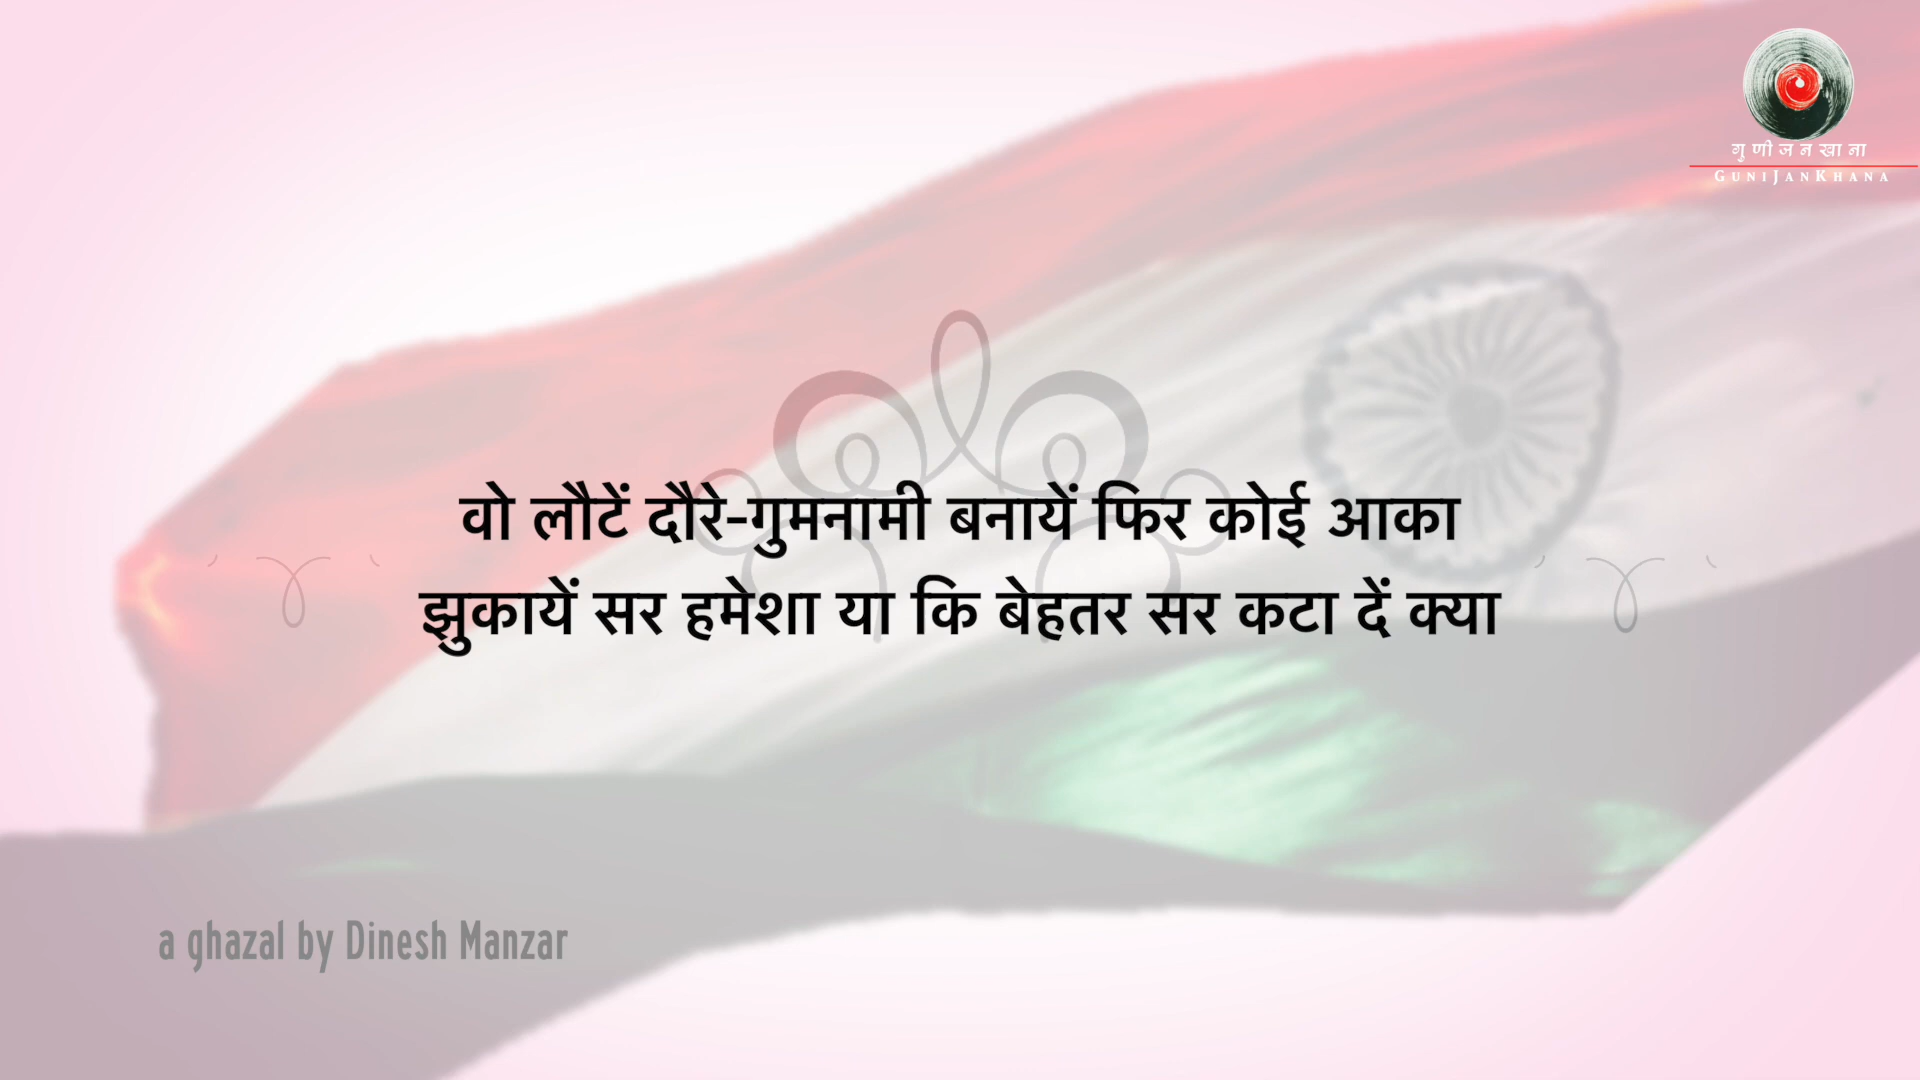 गुणीजनखाना
GUNIJANKHANA
वो लौटें दौरे-गुमनामी बनायें फिर कोई आका
झुकायें सर हमेशा या कि बेहतर सर कटा दें क्या
a ghazal by Dinesh Manzar